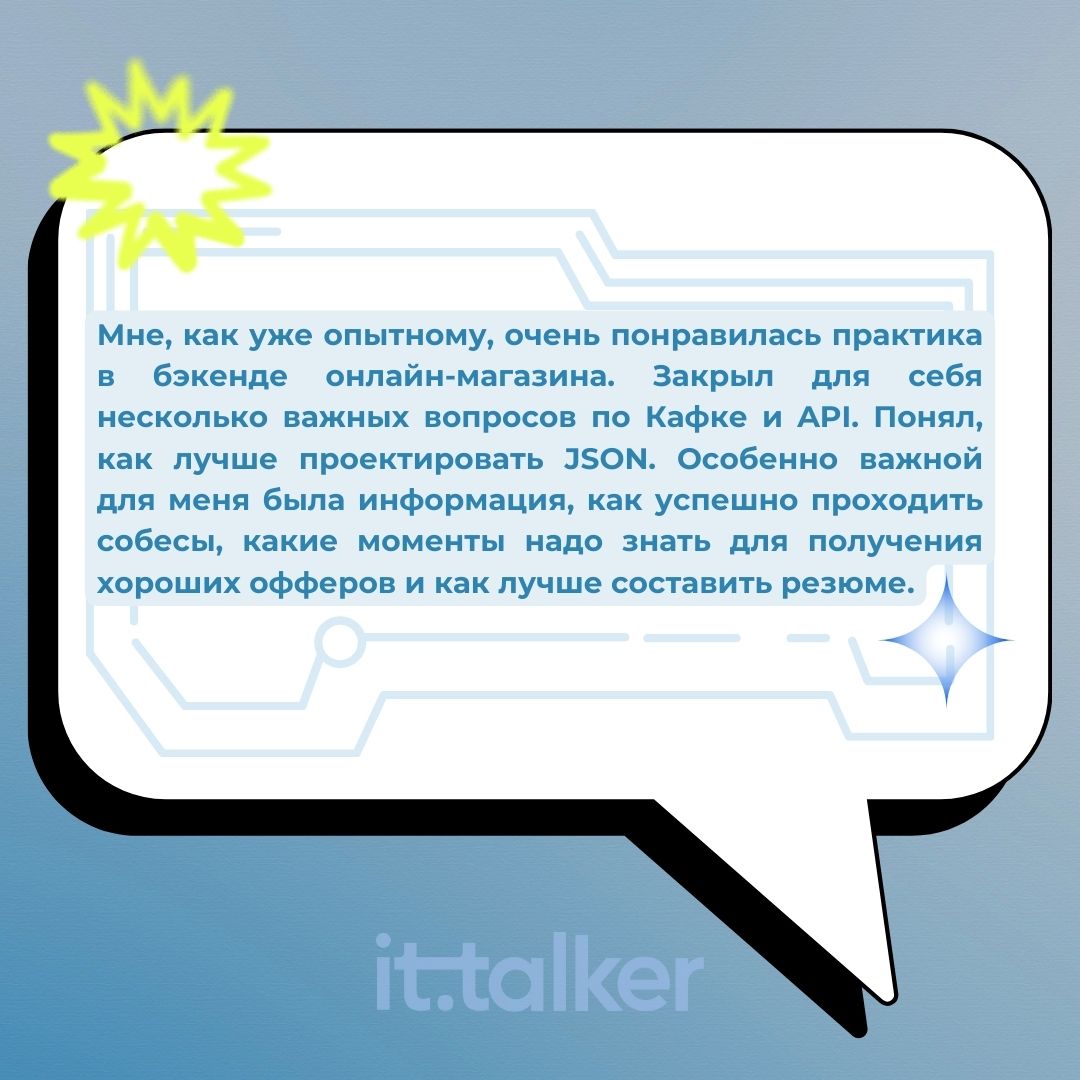 Мне, как уже опытному, очень понравилась практика
в бэкенде онлайн-магазина. Закрыл для себя
несколько важных вопросов по Кафке и API. Понял,
как лучше проектировать JSON. Особенно важной
для меня была информация, как успешно проходить
собесы, какие моменты надо знать для получения
хороших офферов и как лучше составить резюме.
it.talker